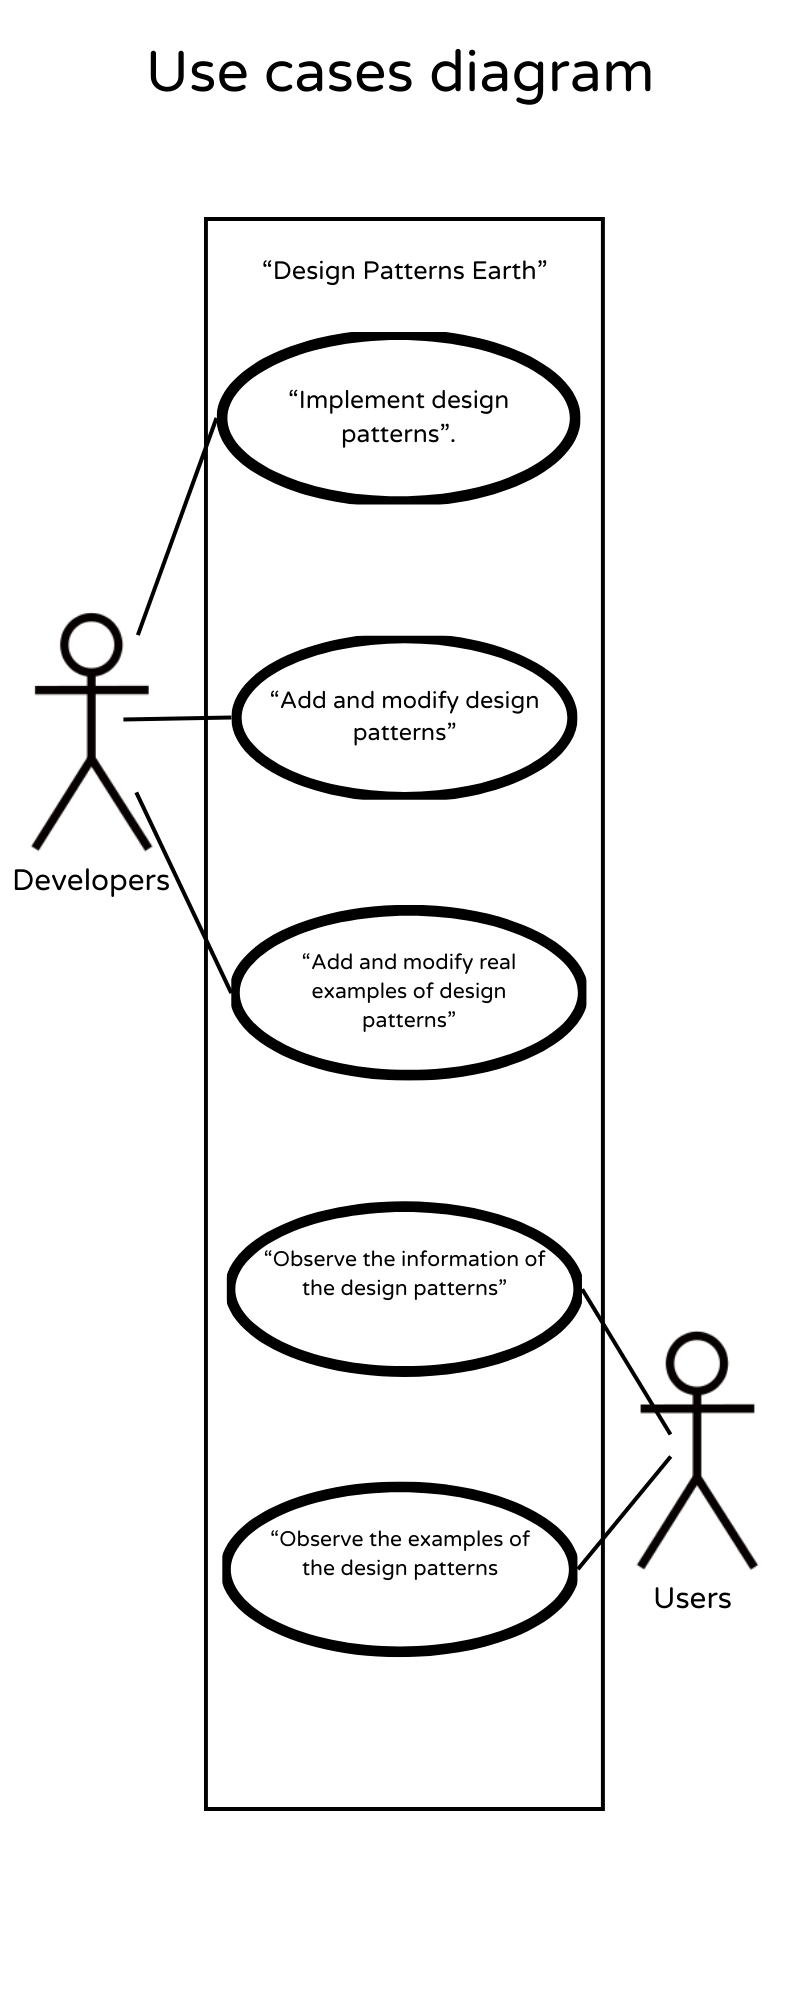 Use cases diagram
“Design Patterns Earth”
“Implement design
patterns”.
“Add and modify design
patterns”
Developers
“Add and modify real
examples of design
patterns”
“Observe the information of
the design patterns”
“Observe the examples of
the design patterns
Users